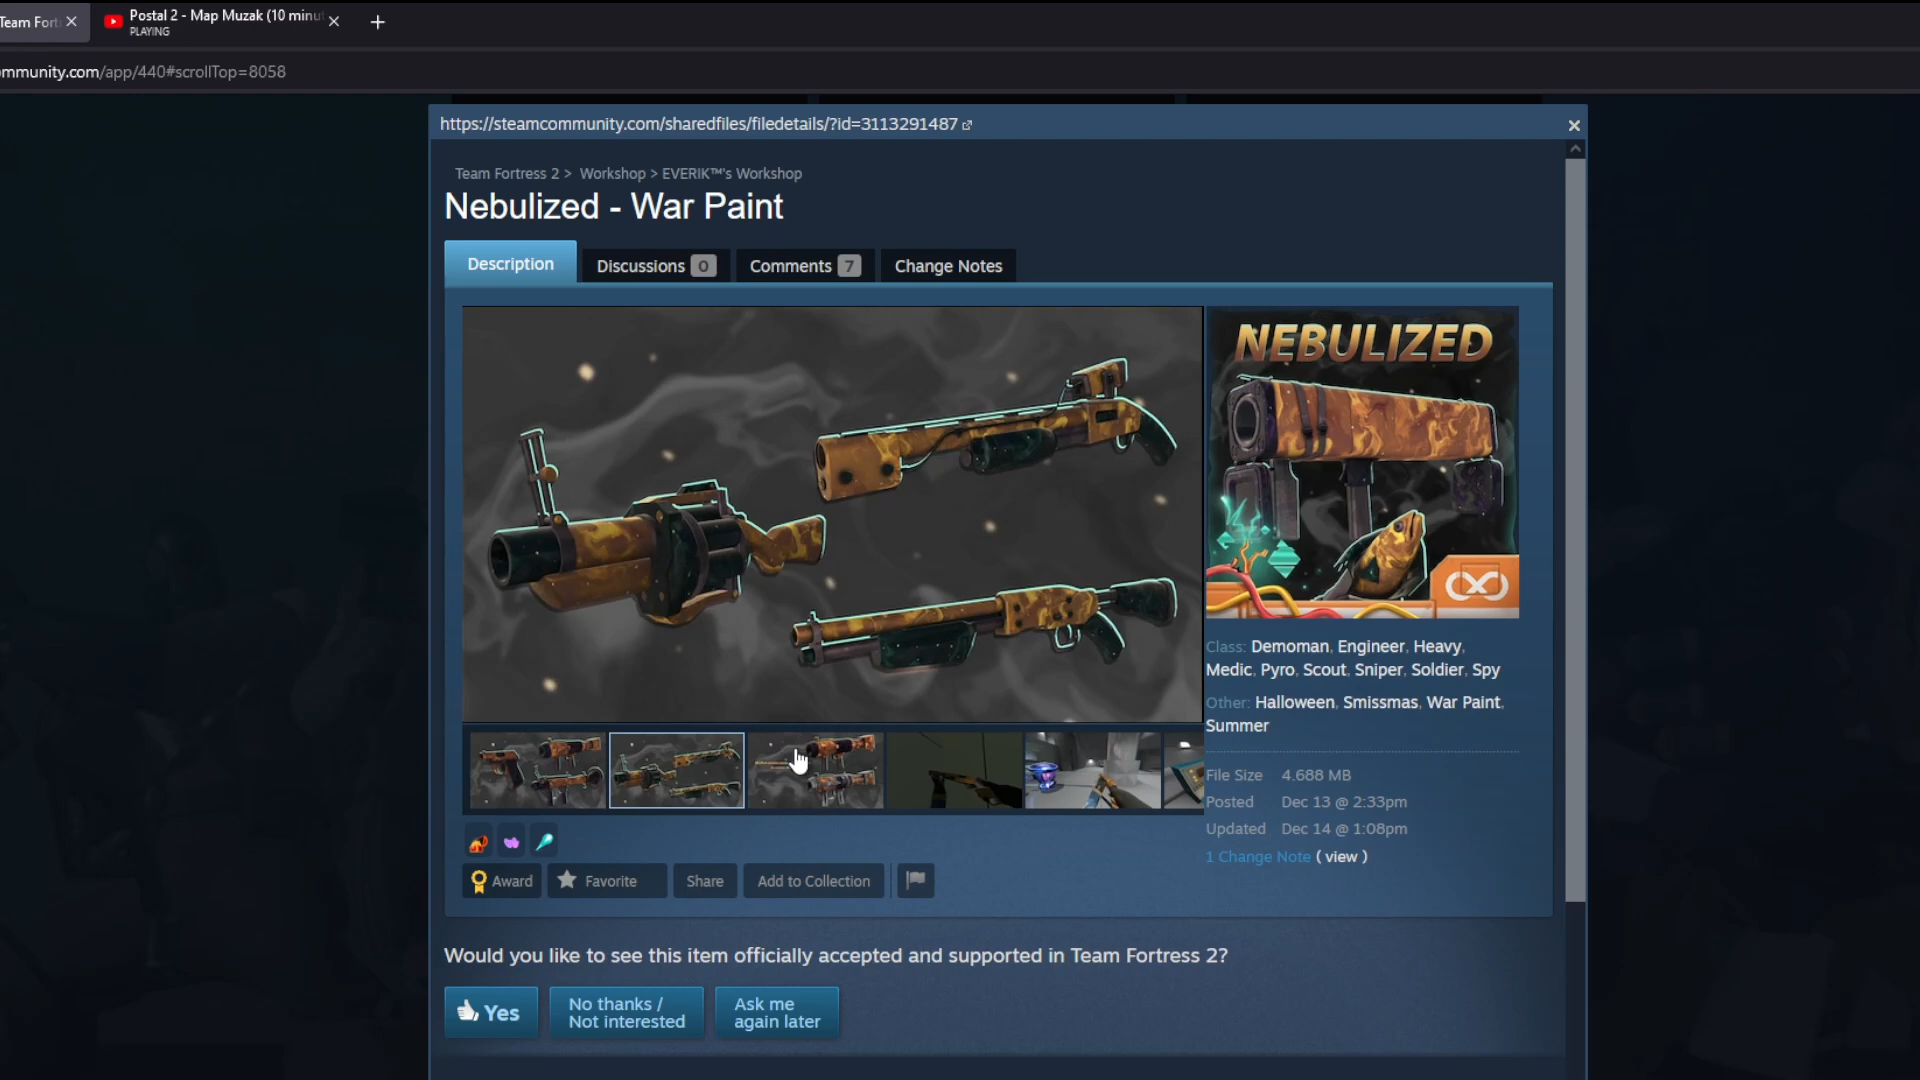 Team Fort
Postal 2 - Map Muzak (10 minu
PLAYING
mmunity.com/app/440#scrollTop=8058
https://steamcommunity.com/sharedfiles/filedetails/?id=3113291487
Team Fortress 2 > Workshop > EVERIK™'s Workshop
Nebulized - War Paint
Description
Discussions 0
Comments 7
Change Notes
NEBULIZED
Class: Demoman, Engineer, Heavy,
Medic, Pyro, Scout, Sniper, Soldier, Spy
Other: Halloween, Smissmas, War Paint,
Summer
File Size 4.688 MB
Posted Dec 13 @ 2:33pm
Updated Dec 14 @ 1:08pm
1 Change Note ( view )
Award
Favorite
Share
Add to Collection
Would you like to see this item officially accepted and supported in Team Fortress 2?
Yes
No thanks /
Not interested
Ask me
again later